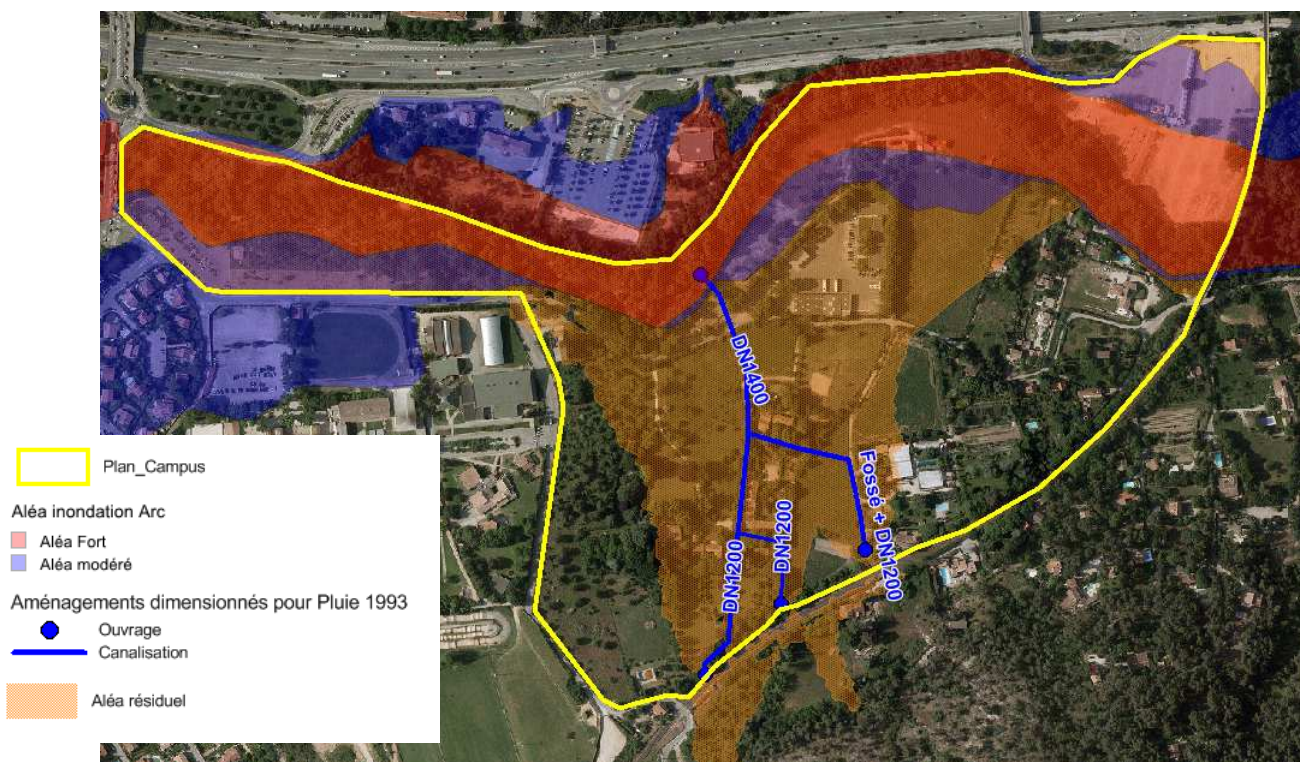 DN1400
Fossé + DN1200
DN1200
DN1200
Plan_Campus
Aléa inondation Arc
Aléa Fort
Aléa modéré
Aménagements dimensionnés pour Pluie 1993
Ouvrage
Canalisation
Aléa résiduel